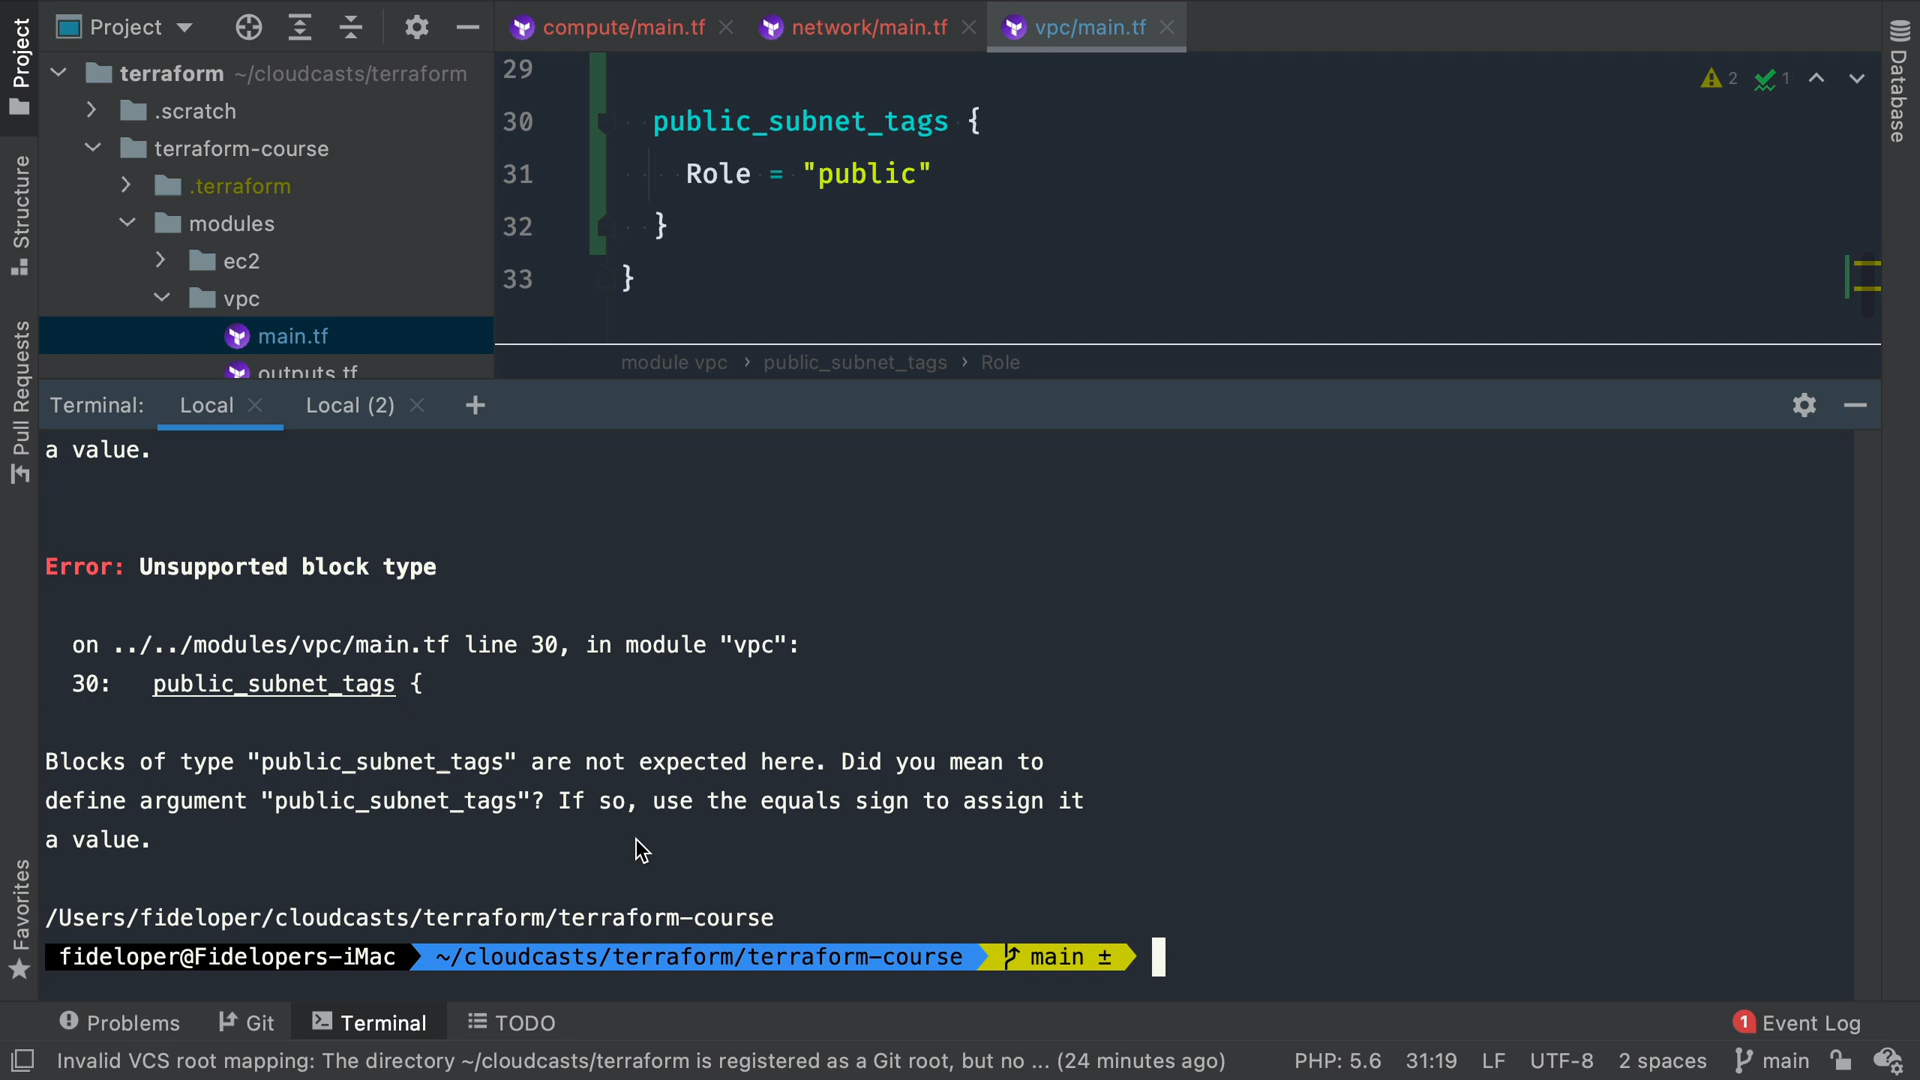 Project
compute/main.tf
network/main.tf
vpc/main.tf
Project
Structure
Pull Requests
Favorites
Database
terraform ~/cloudcasts/terraform
.scratch
terraform-course
.terraform
modules
ec2
vpc
main.tf
outputs.tf
29
30 public_subnet_tags {
31 Role = "public"
32 }
33 }
2 1
module vpc › public_subnet_tags › Role
Terminal: Local Local (2) +
a value.
Error: Unsupported block type
on ../../modules/vpc/main.tf line 30, in module "vpc":
30: public_subnet_tags {
Blocks of type "public_subnet_tags" are not expected here. Did you mean to
define argument "public_subnet_tags"? If so, use the equals sign to assign it
a value.
/Users/fideloper/cloudcasts/terraform/terraform-course
fideloper@Fidelopers-iMac ~/cloudcasts/terraform/terraform-course main ±
Problems Git Terminal TODO 1 Event Log
Invalid VCS root mapping: The directory ~/cloudcasts/terraform is registered as a Git root, but no ... (24 minutes ago) PHP: 5.6 31:19 LF UTF-8 2 spaces main